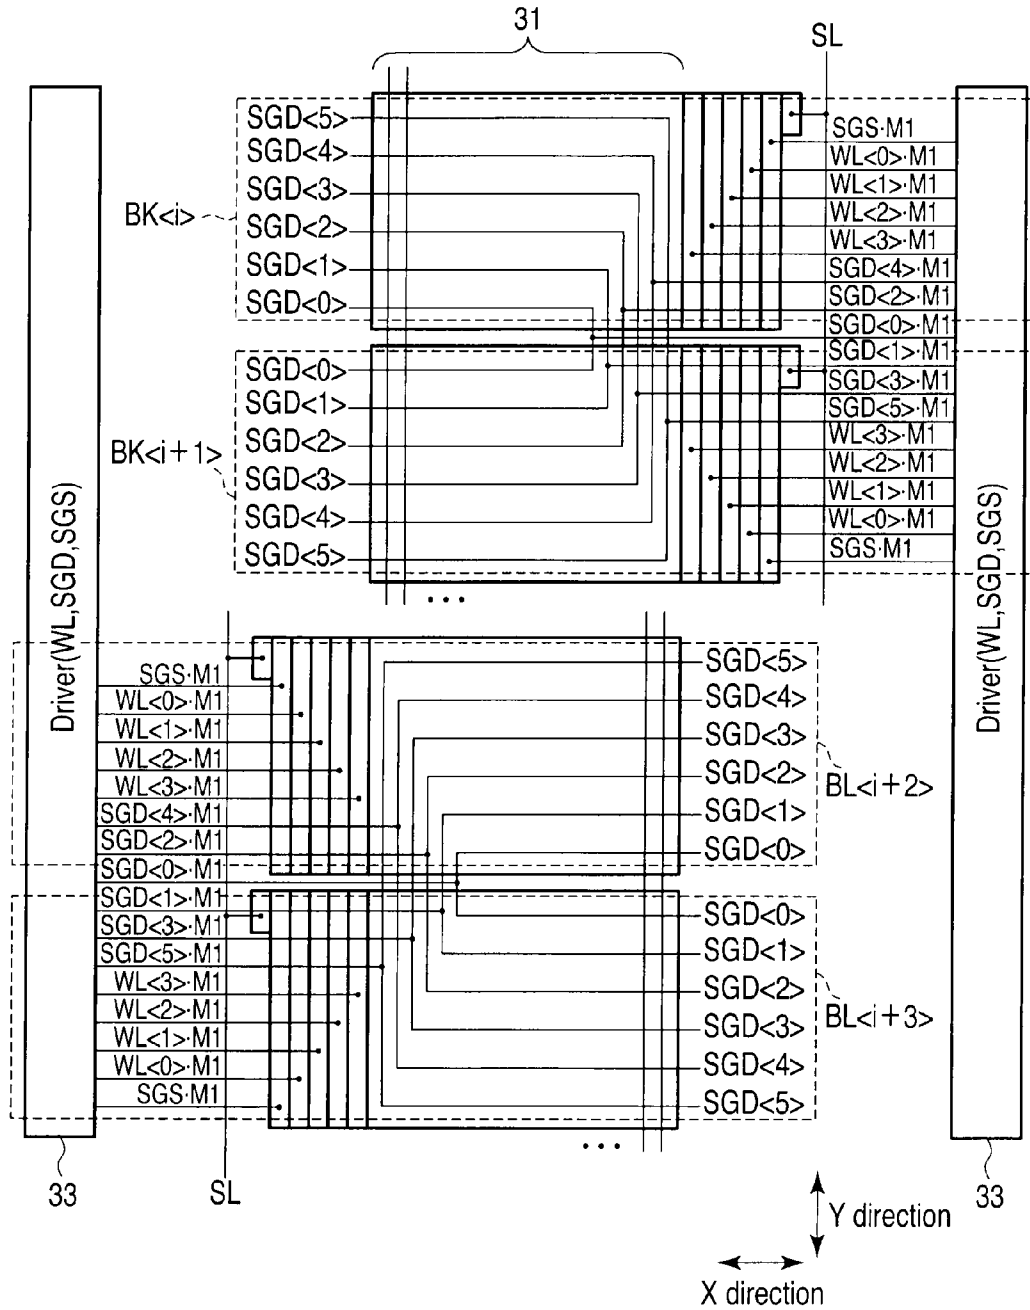 31
SL
SGD<5>
SGD<4>
SGD<3>
SGD<2>
SGD<1>
SGD<0>
BK<i>
SGS·M1
WL<0>·M1
WL<1>·M1
WL<2>·M1
WL<3>·M1
SGD<4>·M1
SGD<2>·M1
SGD<0>·M1
SGD<1>·M1
SGD<3>·M1
SGD<5>·M1
WL<3>·M1
WL<2>·M1
WL<1>·M1
WL<0>·M1
SGS·M1
SGD<0>
SGD<1>
SGD<2>
SGD<3>
SGD<4>
SGD<5>
BK<i+1>
Driver(WL,SGD,SGS)
Driver(WL,SGD,SGS)
...
SGS·M1
WL<0>·M1
WL<1>·M1
WL<2>·M1
WL<3>·M1
SGD<4>·M1
SGD<2>·M1
SGD<0>·M1
SGD<1>·M1
SGD<3>·M1
SGD<5>·M1
WL<3>·M1
WL<2>·M1
WL<1>·M1
WL<0>·M1
SGS·M1
SGD<5>
SGD<4>
SGD<3>
SGD<2>
SGD<1>
SGD<0>
BL<i+2>
SGD<0>
SGD<1>
SGD<2>
SGD<3>
SGD<4>
SGD<5>
BL<i+3>
...
33
SL
33
Y direction
X direction